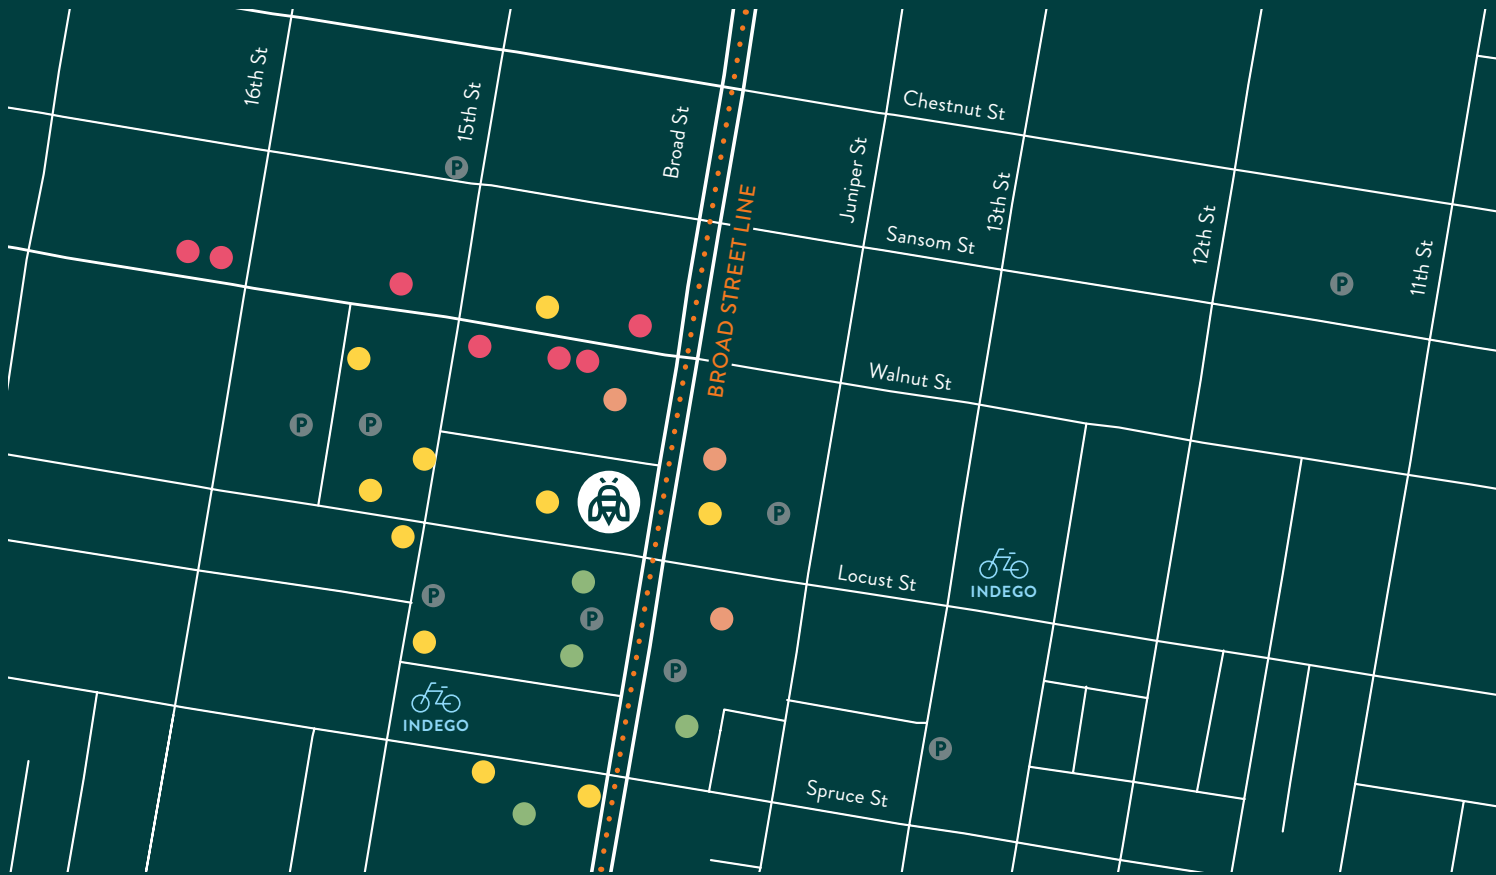 16th St
15th St
Broad St
Chestnut St
Juniper St
13th St
12th St
11th St
Sansom St
BROAD STREET LINE
P
P
Walnut St
P
P
P
Locust St
INDEGO
P
P
P
INDEGO
P
Spruce St